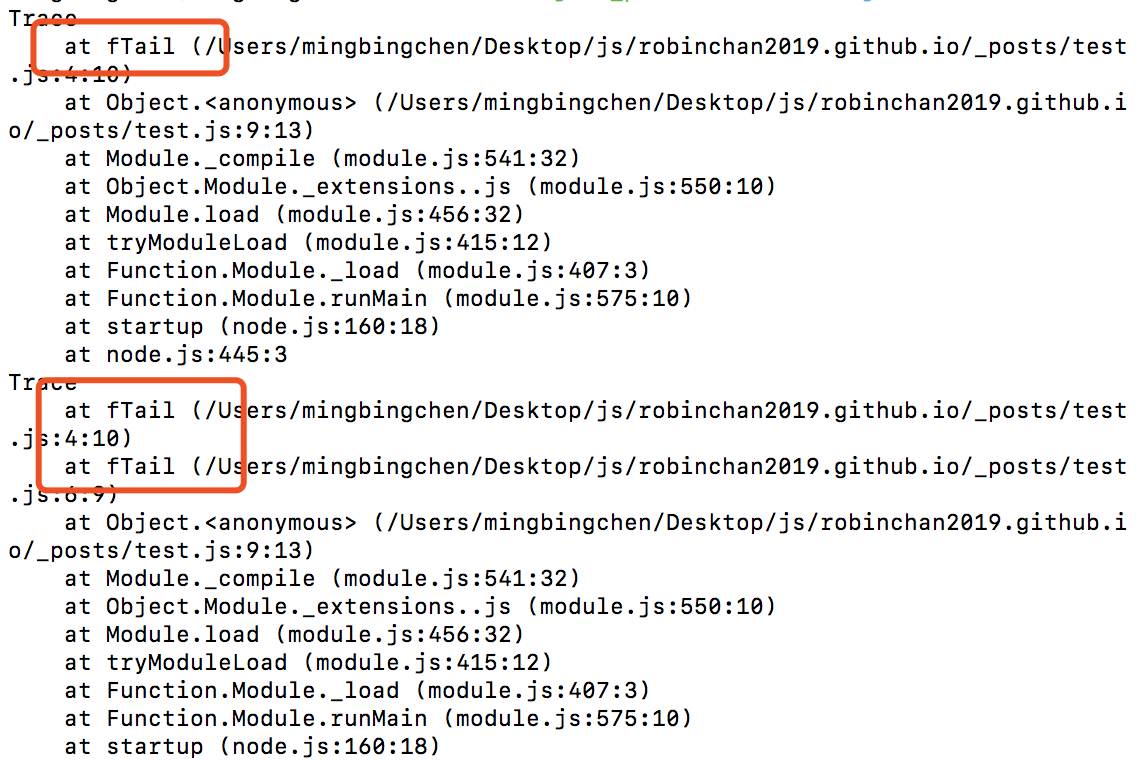 Trace
at fTail (/Users/mingbingchen/Desktop/js/robinchan2019.github.io/_posts/test
.js:4:10)
at Object.<anonymous> (/Users/mingbingchen/Desktop/js/robinchan2019.github.i
o/_posts/test.js:9:13)
at Module._compile (module.js:541:32)
at Object.Module._extensions..js (module.js:550:10)
at Module.load (module.js:456:32)
at tryModuleLoad (module.js:415:12)
at Function.Module._load (module.js:407:3)
at Function.Module.runMain (module.js:575:10)
at startup (node.js:160:18)
at node.js:445:3
Trace
at fTail (/Users/mingbingchen/Desktop/js/robinchan2019.github.io/_posts/test
.js:4:10)
at fTail (/Users/mingbingchen/Desktop/js/robinchan2019.github.io/_posts/test
.js:6:9)
at Object.<anonymous> (/Users/mingbingchen/Desktop/js/robinchan2019.github.i
o/_posts/test.js:9:13)
at Module._compile (module.js:541:32)
at Object.Module._extensions..js (module.js:550:10)
at Module.load (module.js:456:32)
at tryModuleLoad (module.js:415:12)
at Function.Module._load (module.js:407:3)
at Function.Module.runMain (module.js:575:10)
at startup (node.js:160:18)